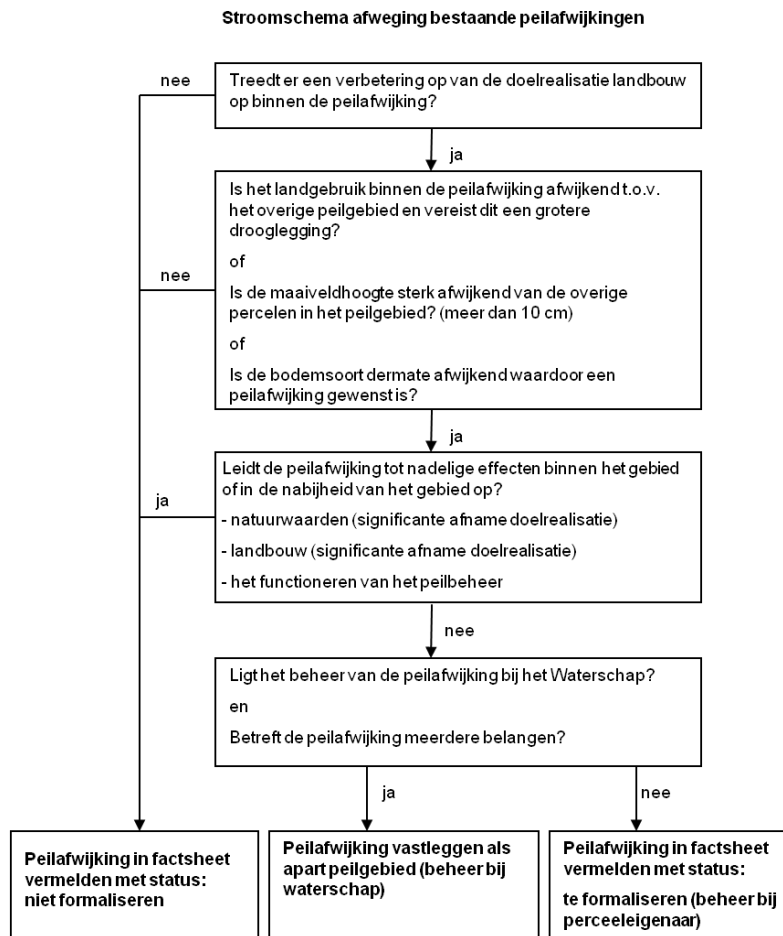 Stroomschema afweging bestaande peilafwijkingen
nee
Treedt er een verbetering op van de doelrealisatie landbouw
op binnen de peilafwijking?
ja
Is het landgebruik binnen de peilafwijking afwijkend t.o.v.
het overige peilgebied en vereist dit een grotere
drooglegging?
of
nee
Is de maaiveldhoogte sterk afwijkend van de overige
percelen in het peilgebied? (meer dan 10 cm)
of
Is de bodemsoort dermate afwijkend waardoor een
peilafwijking gewenst is?
ja
Leidt de peilafwijking tot nadelige effecten binnen het gebied
of in de nabijheid van het gebied op?
ja
- natuurwaarden (significante afname doelrealisatie)
- landbouw (significante afname doelrealisatie)
- het functioneren van het peilbeheer
nee
Ligt het beheer van de peilafwijking bij het Waterschap?
en
Betreft de peilafwijking meerdere belangen?
ja
nee
Peilafwijking in factsheet
vermelden met status:
niet formaliseren
Peilafwijking vastleggen als
apart peilgebied (beheer bij
waterschap)
Peilafwijking in factsheet
vermelden met status:
te formaliseren (beheer bij
perceeleigenaar)